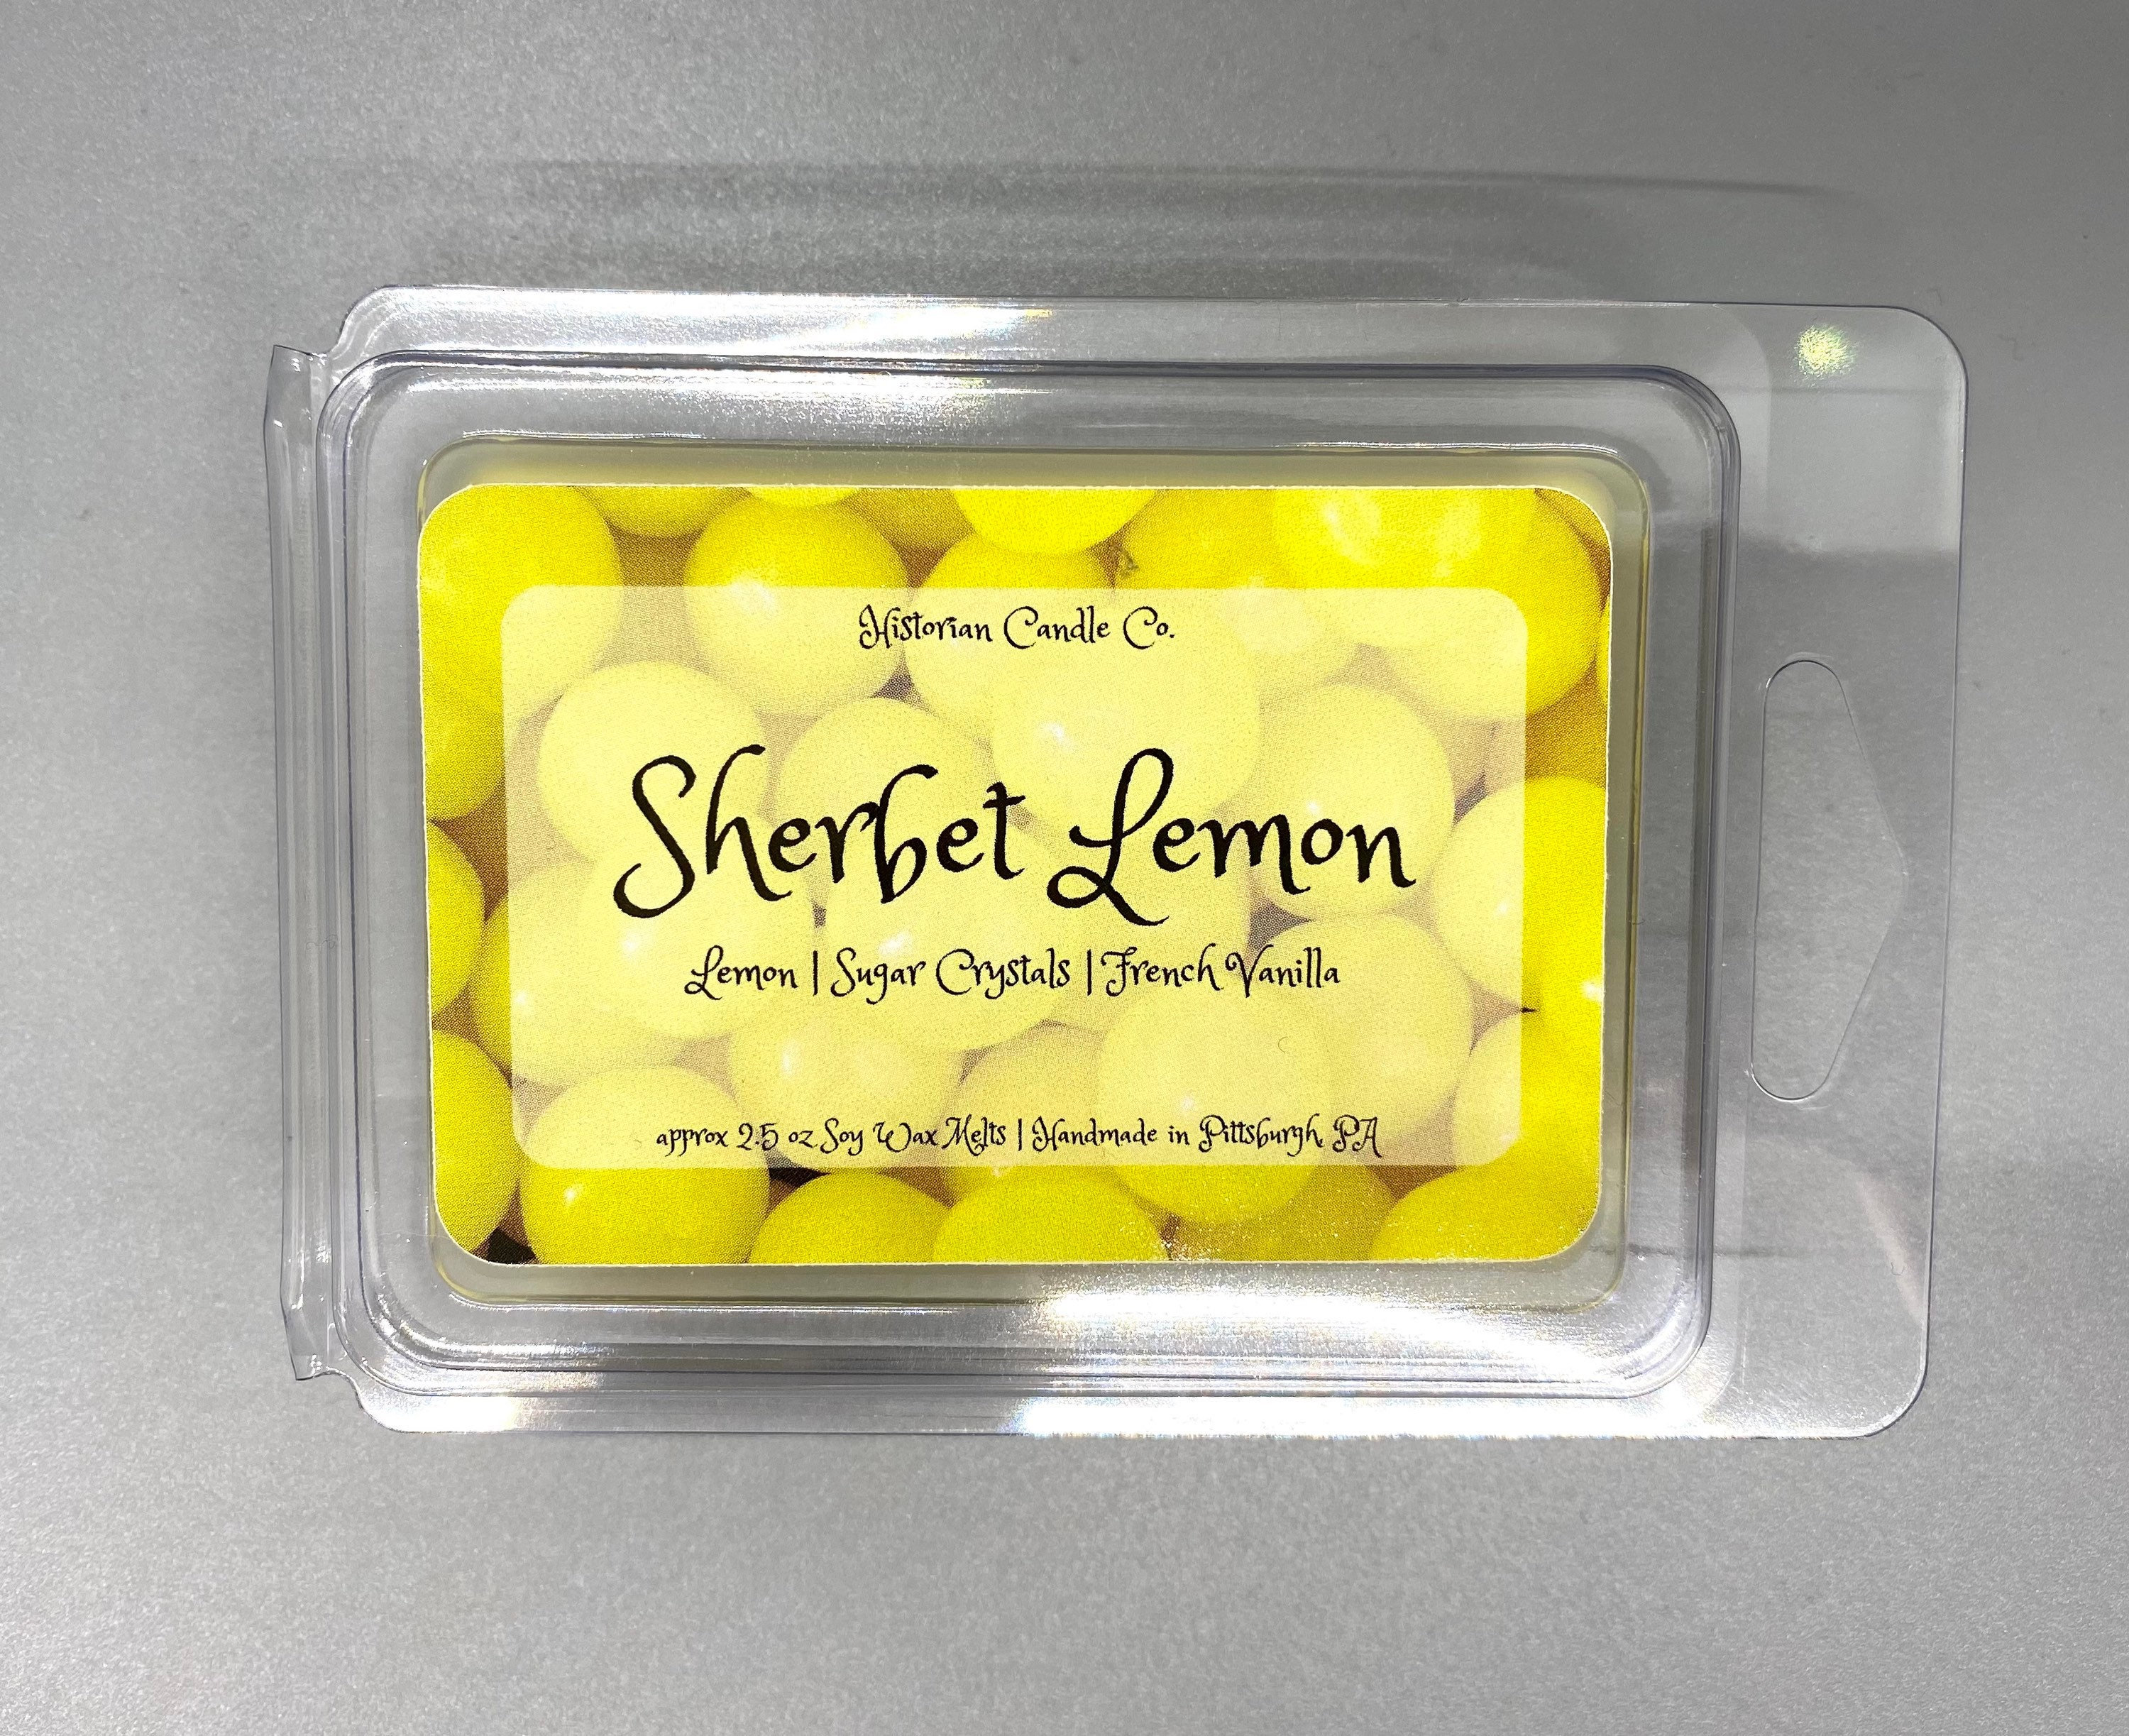 Historian Candle Co.
Sherbet Lemon
Lemon | Sugar Crystals | French Vanilla
approx 2.5 oz Soy Wax Melts | Handmade in Pittsburgh, PA